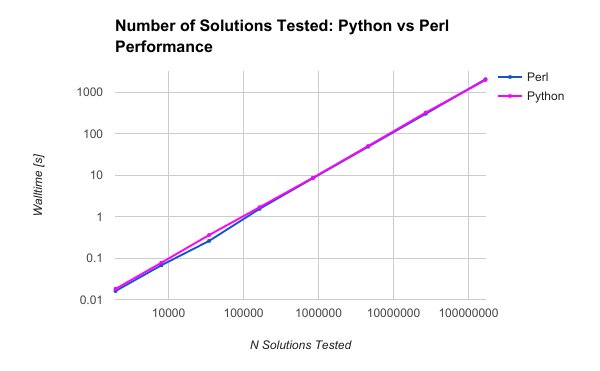 Number of Solutions Tested: Python vs Perl
Performance
Perl
Python
1000
100
10
1
0.1
0.01
Walltime [s]
10000
100000
1000000
10000000
100000000
N Solutions Tested